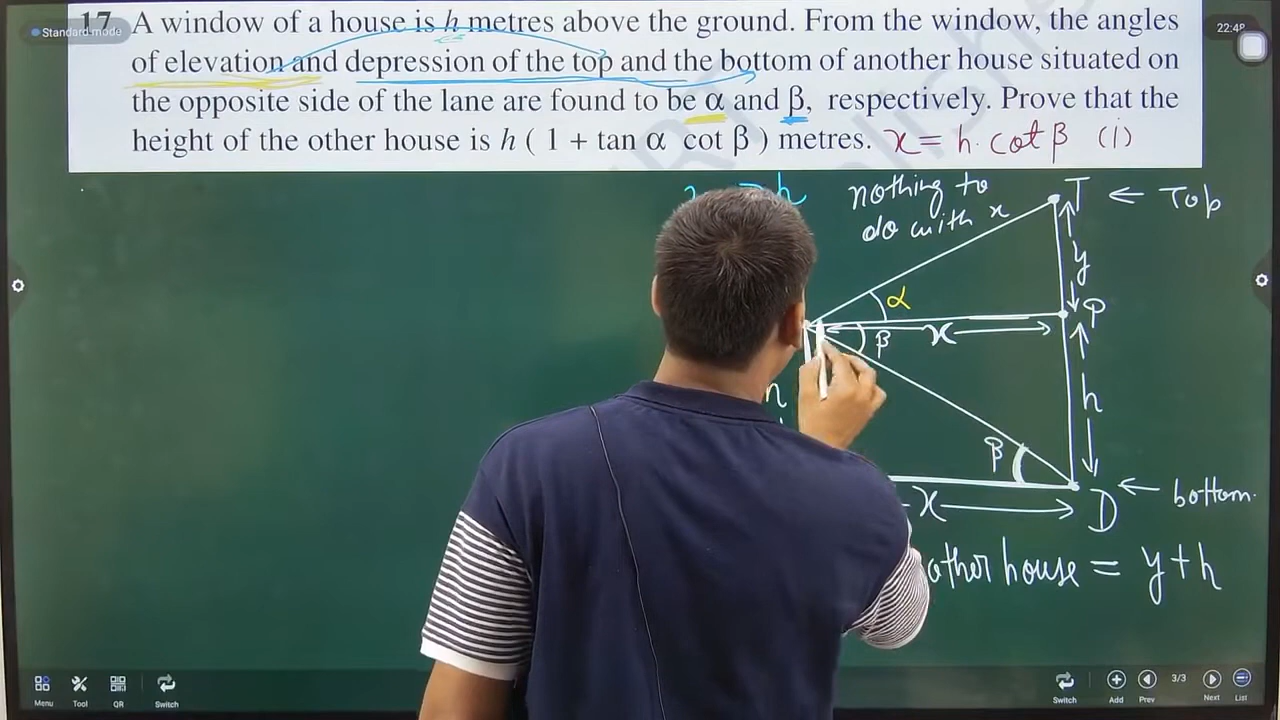 Standard mode
22:48
17 A window of a house is h metres above the ground. From the window, the angles
of elevation and depression of the top and the bottom of another house situated on
the opposite side of the lane are found to be α and β, respectively. Prove that the
height of the other house is h ( 1 + tan α cot β ) metres. x = h · cot β (i)
h
nothing to
do with x
T ← Top
y
α
P
β x
h
h
β
x D ← bottom.
other house = y + h
Menu Tool QR Switch
Switch Add Prev 3/3 Next List